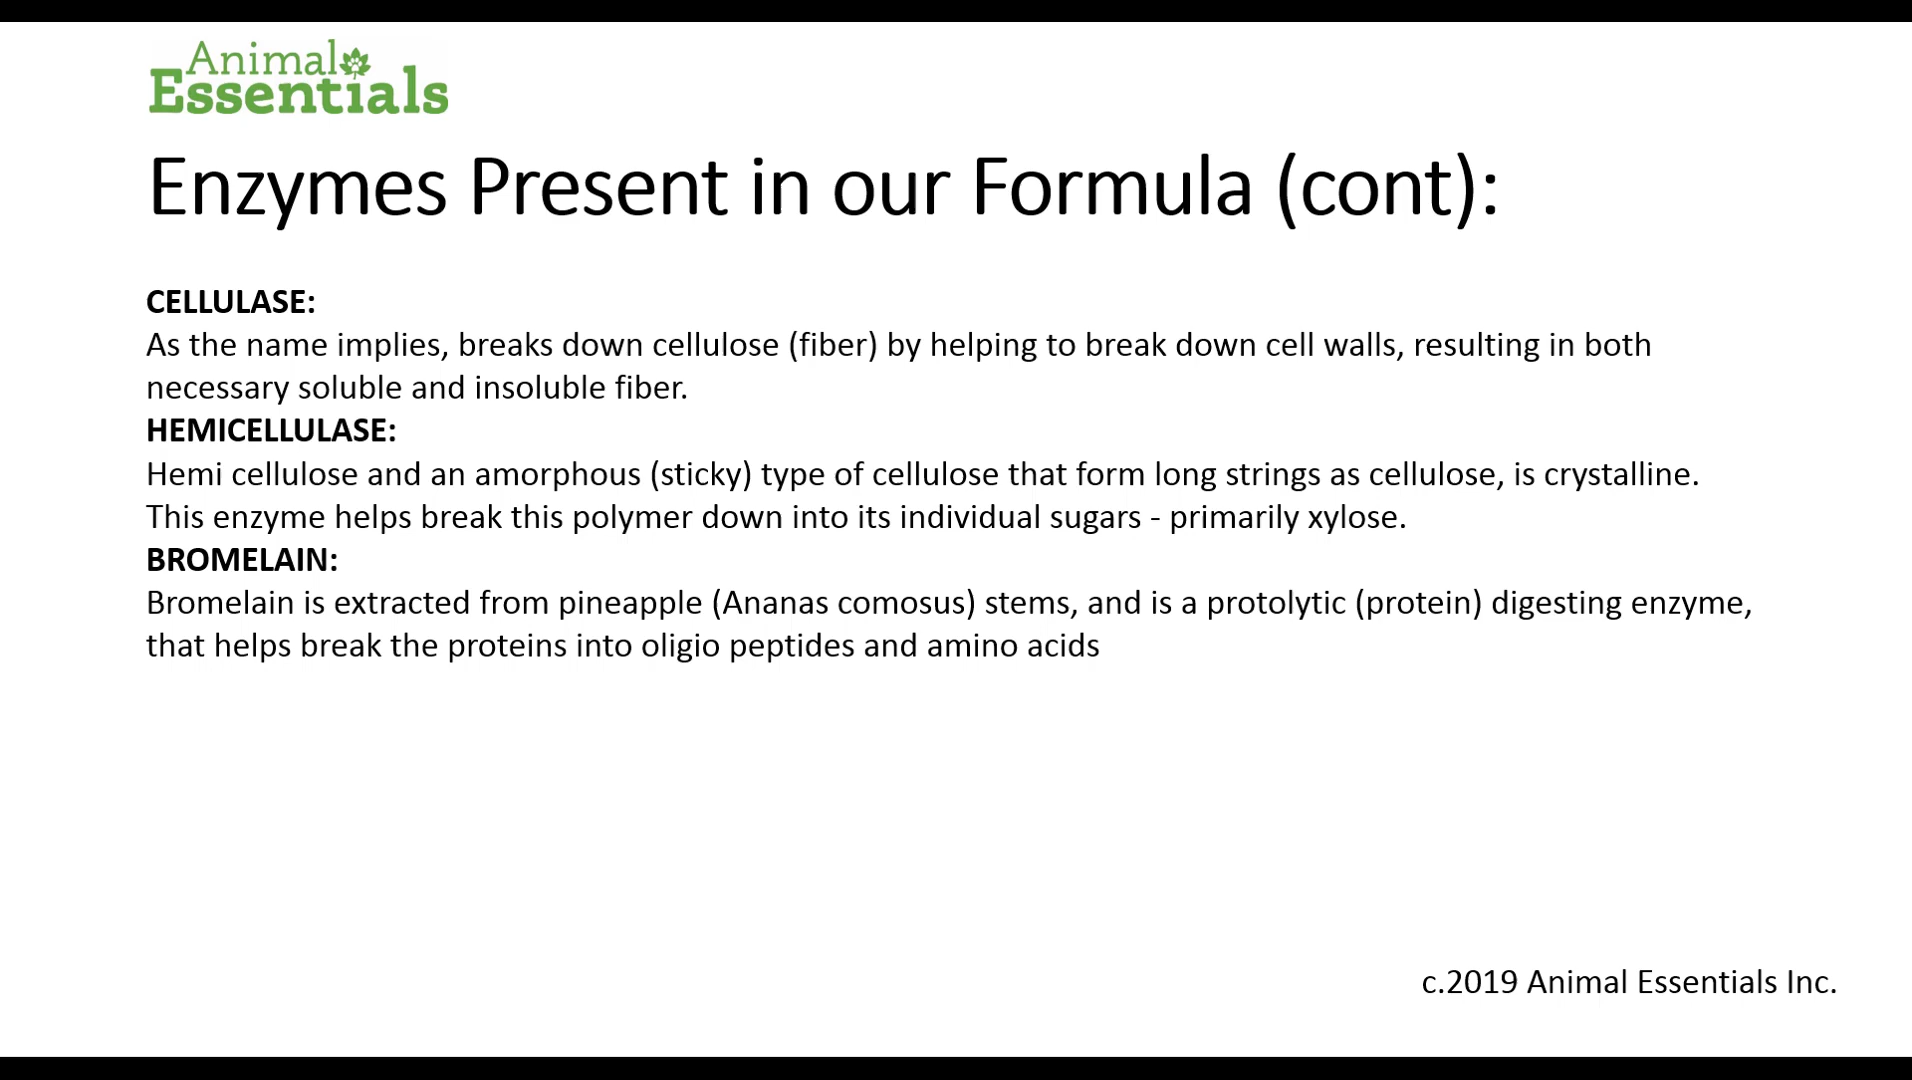 Animal
Essentials
Enzymes Present in our Formula (cont):
CELLULASE:
As the name implies, breaks down cellulose (fiber) by helping to break down cell walls, resulting in both
necessary soluble and insoluble fiber.
HEMICELLULASE:
Hemi cellulose and an amorphous (sticky) type of cellulose that form long strings as cellulose, is crystalline.
This enzyme helps break this polymer down into its individual sugars - primarily xylose.
BROMELAIN:
Bromelain is extracted from pineapple (Ananas comosus) stems, and is a protolytic (protein) digesting enzyme,
that helps break the proteins into oligio peptides and amino acids
c.2019 Animal Essentials Inc.